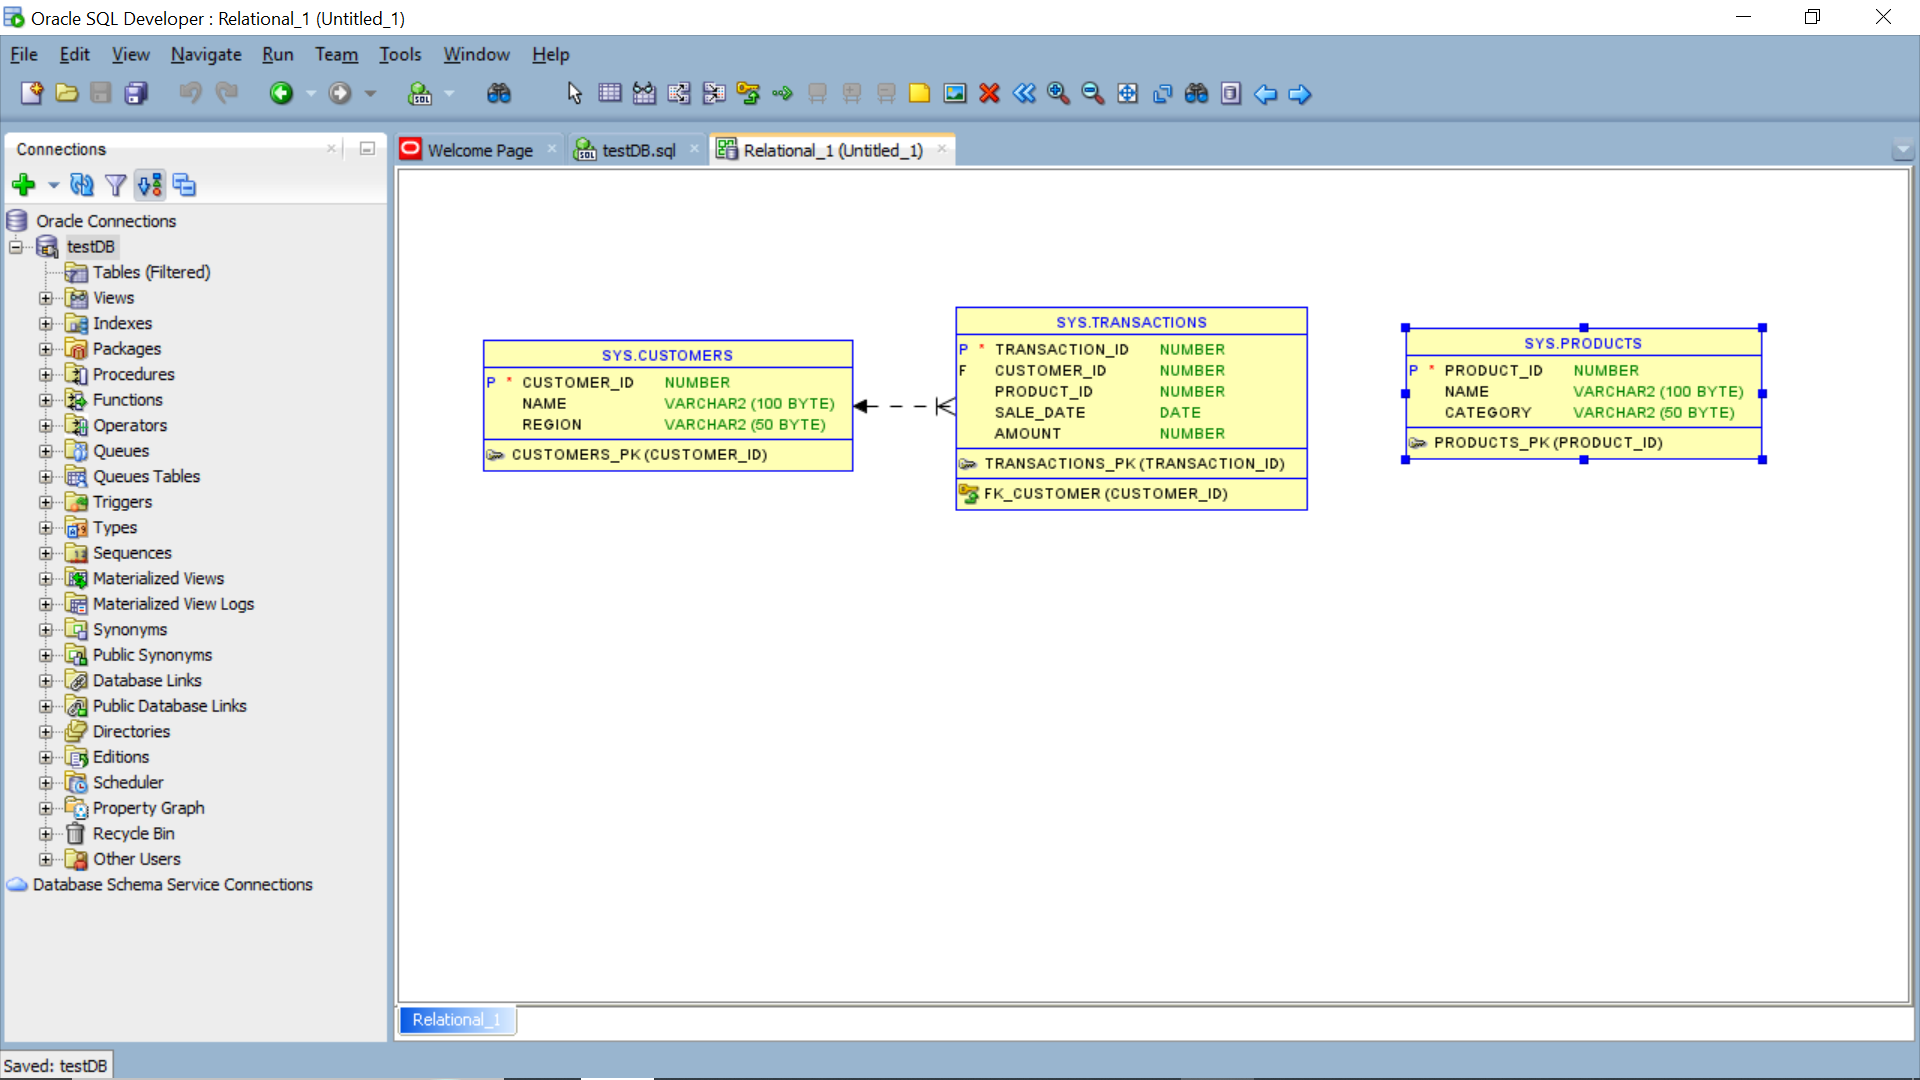 Oracle SQL Developer : Relational_1 (Untitled_1)
File Edit View Navigate Run Team Tools Window Help
Connections
Welcome Page
testDB.sql
Relational_1 (Untitled_1)
Oracle Connections
testDB
Tables (Filtered)
Views
Indexes
Packages
Procedures
Functions
Operators
Queues
Queues Tables
Triggers
Types
Sequences
Materialized Views
Materialized View Logs
Synonyms
Public Synonyms
Database Links
Public Database Links
Directories
Editions
Scheduler
Property Graph
Recycle Bin
Other Users
Database Schema Service Connections
SYS.CUSTOMERS
P * CUSTOMER_ID NUMBER
NAME VARCHAR2 (100 BYTE)
REGION VARCHAR2 (50 BYTE)
CUSTOMERS_PK (CUSTOMER_ID)
SYS.TRANSACTIONS
P * TRANSACTION_ID NUMBER
F CUSTOMER_ID NUMBER
PRODUCT_ID NUMBER
SALE_DATE DATE
AMOUNT NUMBER
TRANSACTIONS_PK (TRANSACTION_ID)
FK_CUSTOMER (CUSTOMER_ID)
SYS.PRODUCTS
P * PRODUCT_ID NUMBER
NAME VARCHAR2 (100 BYTE)
CATEGORY VARCHAR2 (50 BYTE)
PRODUCTS_PK (PRODUCT_ID)
Relational_1
Saved: testDB